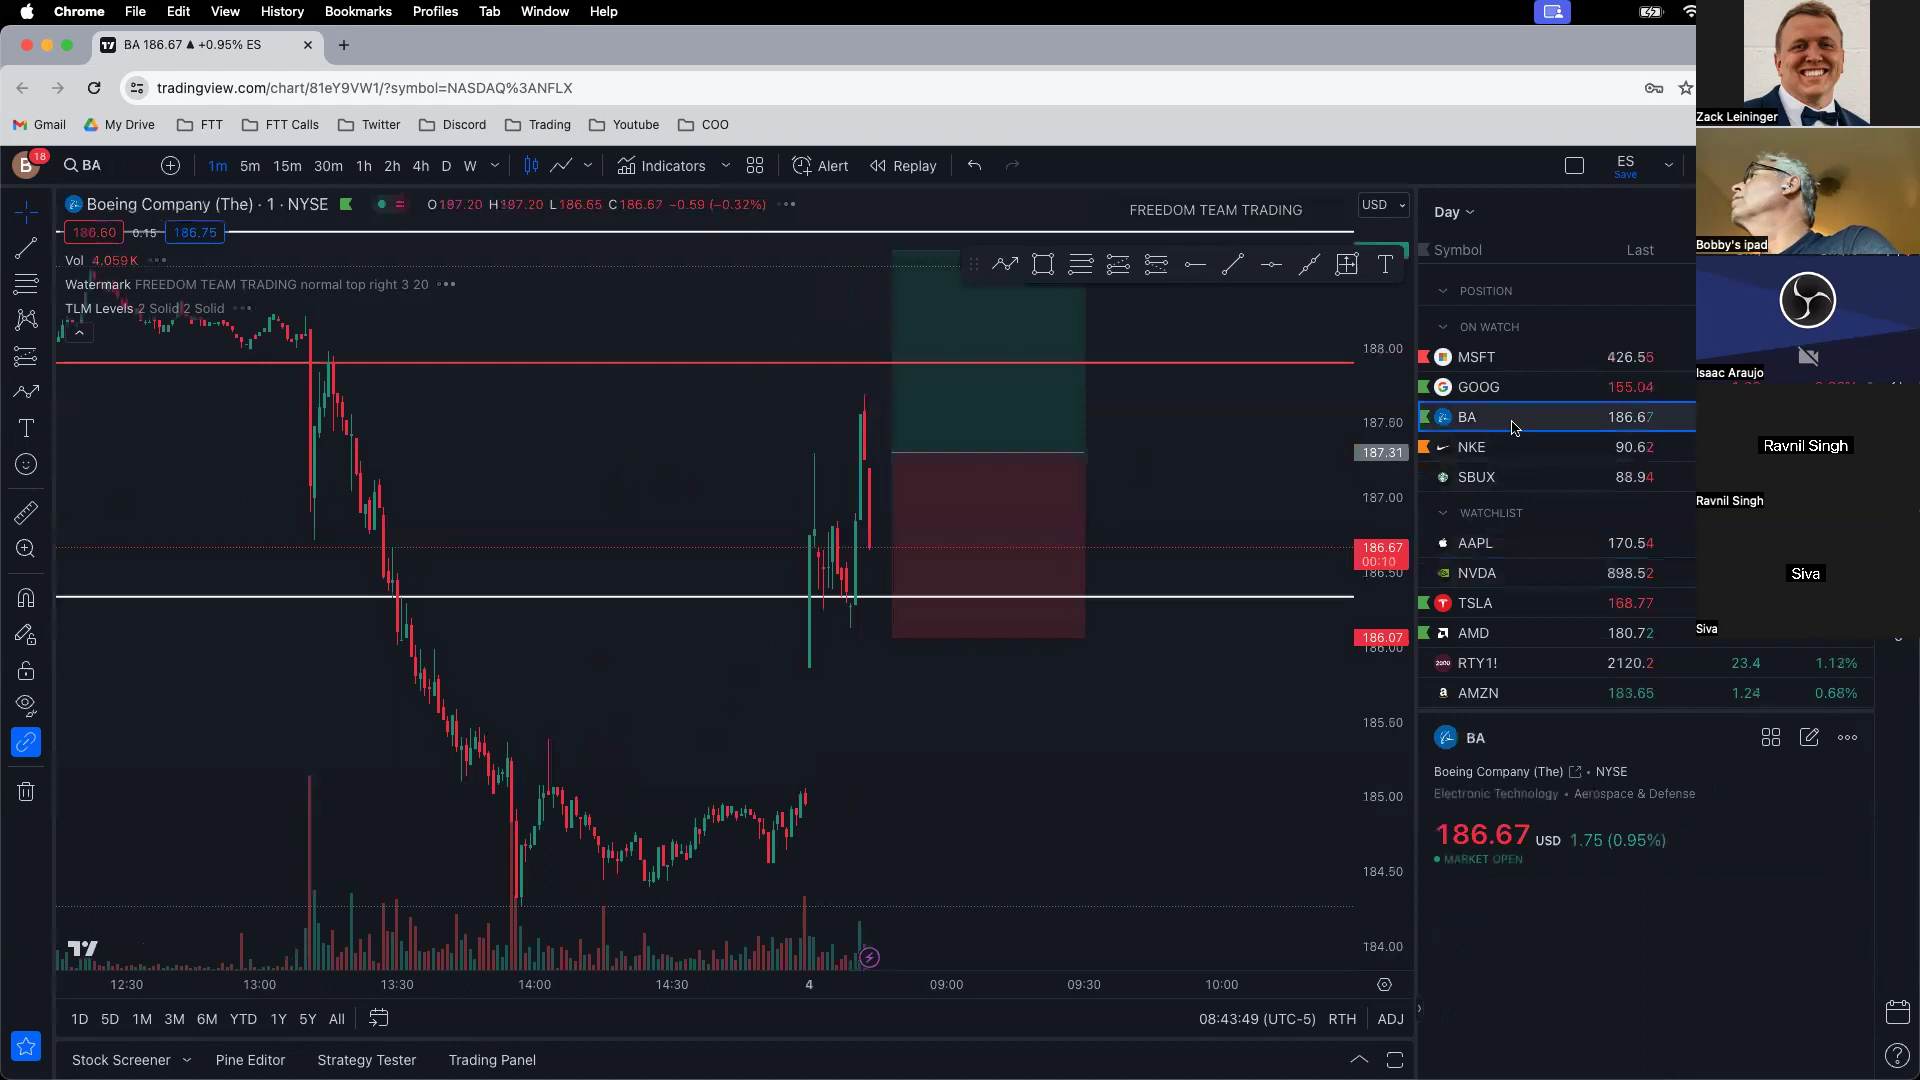 Chrome File Edit View History Bookmarks Profiles Tab Window Help
BA 186.67 ▲ +0.95% ES
tradingview.com/chart/81eY9VW1/?symbol=NASDAQ%3ANFLX
Gmail My Drive FTT FTT Calls Twitter Discord Trading Youtube COO
B 18 BA 1m 5m 15m 30m 1h 2h 4h D W Indicators Alert Replay ES
Save
Boeing Company (The) · 1 · NYSE O187.20 H187.20 L186.65 C186.67 −0.59 (−0.32%)
FREEDOM TEAM TRADING
USD
186.60 0.15 186.75
Vol 4.059K
Watermark FREEDOM TEAM TRADING normal top right 3 20
TLM Levels 2 Solid 2 Solid
188.00
187.60
187.31
187.00
186.67
00:10
186.50
186.07
186.00
185.50
185.00
184.50
184.00
12:30 13:00 13:30 14:00 14:30 4 09:00 09:30 10:00
1D 5D 1M 3M 6M YTD 1Y 5Y All
08:43:49 (UTC-5) RTH ADJ
Stock Screener Pine Editor Strategy Tester Trading Panel
Day
Symbol Last
POSITION
ON WATCH
MSFT 426.55
GOOG 155.04
BA 186.67
NKE 90.62
SBUX 88.94
WATCHLIST
AAPL 170.54
NVDA 898.52
TSLA 168.77
AMD 180.72
RTY1! 2120.2 23.4 1.12%
AMZN 183.65 1.24 0.68%
BA
Boeing Company (The) • NYSE
Electronic Technology • Aerospace & Defense
186.67 USD 1.75 (0.95%)
MARKET OPEN
Zack Leininger
Bobby's ipad
Isaac Araujo
Ravnil Singh
Ravnil Singh
Siva
Siva